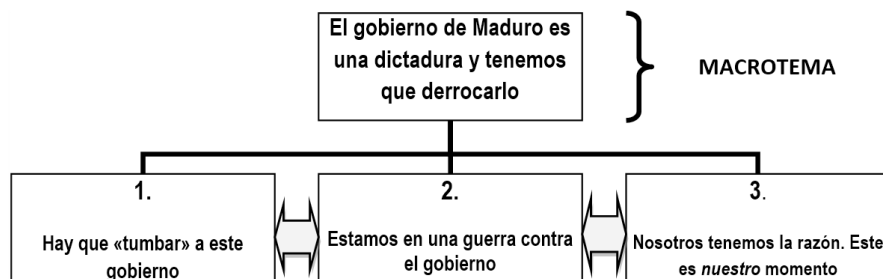 El gobierno de Maduro es
una dictadura y tenemos
que derrocarlo
MACROTEMA
1.
Hay que «tumbar» a este
gobierno
2.
Estamos en una guerra contra
el gobierno
3.
Nosotros tenemos la razón. Este
es nuestro momento